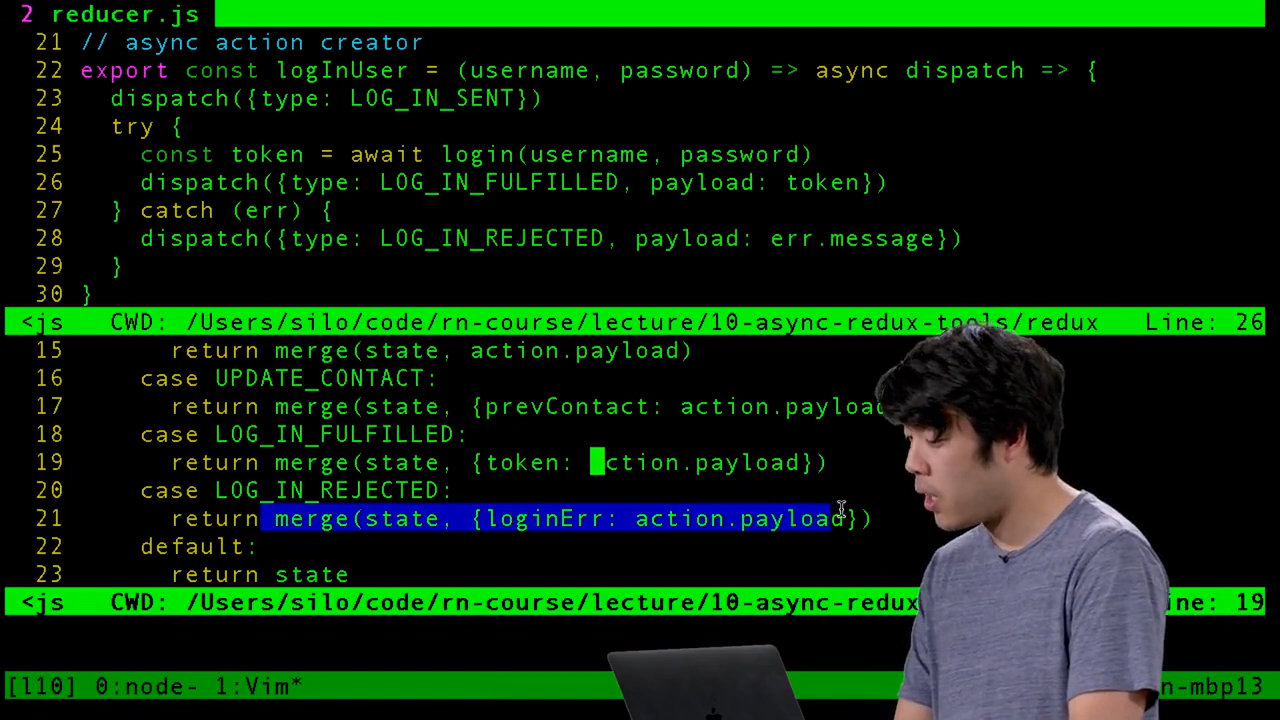 2 reducer.js
21 // async action creator
22 export const logInUser = (username, password) => async dispatch => {
23 dispatch({type: LOG_IN_SENT})
24 try {
25 const token = await login(username, password)
26 dispatch({type: LOG_IN_FULFILLED, payload: token})
27 } catch (err) {
28 dispatch({type: LOG_IN_REJECTED, payload: err.message})
29 }
30 }
<js CWD: /Users/silo/code/rn-course/lecture/10-async-redux-tools/redux Line: 26
15 return merge(state, action.payload)
16 case UPDATE_CONTACT:
17 return merge(state, {prevContact: action.payload
18 case LOG_IN_FULFILLED:
19 return merge(state, {token: action.payload})
20 case LOG_IN_REJECTED:
21 return merge(state, {loginErr: action.payload})
22 default:
23 return state
<js CWD: /Users/silo/code/rn-course/lecture/10-async-redux ine: 19
[l10] 0:node- 1:Vim* n-mbp13